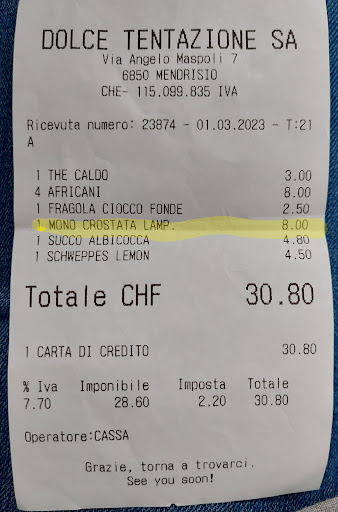 DOLCE TENTAZIONE SA
Via Angelo Maspoli 7
6850 MENDRISIO
CHE- 115.099.835 IVA
Ricevuta numero: 23874 - 01.03.2023 - T:21
A
1 THE CALDO 3.00
4 AFRICANI 8.00
1 FRAGOLA CIOCCO FONDE 2.50
1 MONO CROSTATA LAMP. 8.00
1 SUCCO ALBICOCCA 4.80
1 SCHWEPPES LEMON 4.50
Totale CHF 30.80
1 CARTA DI CREDITO 30.80
% Iva Imponibile Imposta Totale
7.70 28.60 2.20 30.80
Operatore:CASSA
Grazie, torna a trovarci.
See you soon!